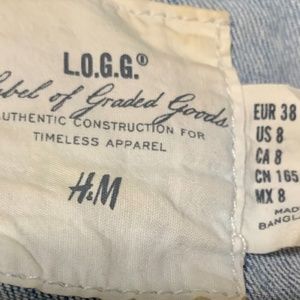 L.O.G.G.®
Label of Graded Goods
AUTHENTIC CONSTRUCTION FOR
TIMELESS APPAREL
H&M
EUR 38
US 8
CA 8
CN 165
MX 8
MADE
BANGL